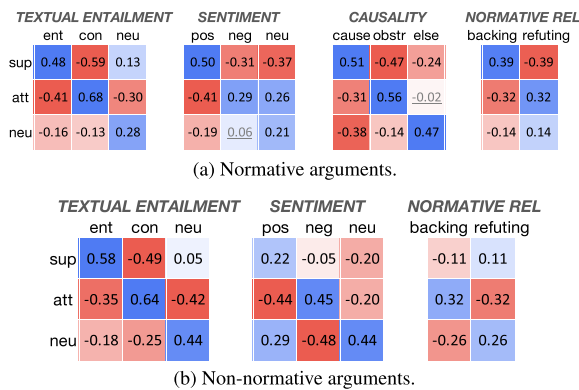 TEXTUAL ENTAILMENT SENTIMENT CAUSALITY NORMATIVE REL
ent con neu pos neg neu cause obstr else backing refuting
sup 0.48 -0.59 0.13 0.50 -0.31 -0.37 0.51 -0.47 -0.24 0.39 -0.39
att -0.41 0.68 -0.30 -0.41 0.29 0.26 -0.31 0.56 -0.02 -0.32 0.32
neu -0.16 -0.13 0.28 -0.19 0.06 0.21 -0.38 -0.14 0.47 -0.14 0.14
(a) Normative arguments.
TEXTUAL ENTAILMENT SENTIMENT NORMATIVE REL
ent con neu pos neg neu backing refuting
sup 0.58 -0.49 0.05 0.22 -0.05 -0.20 -0.11 0.11
att -0.35 0.64 -0.42 -0.44 0.45 -0.20 0.32 -0.32
neu -0.18 -0.25 0.44 0.29 -0.48 0.44 -0.26 0.26
(b) Non-normative arguments.